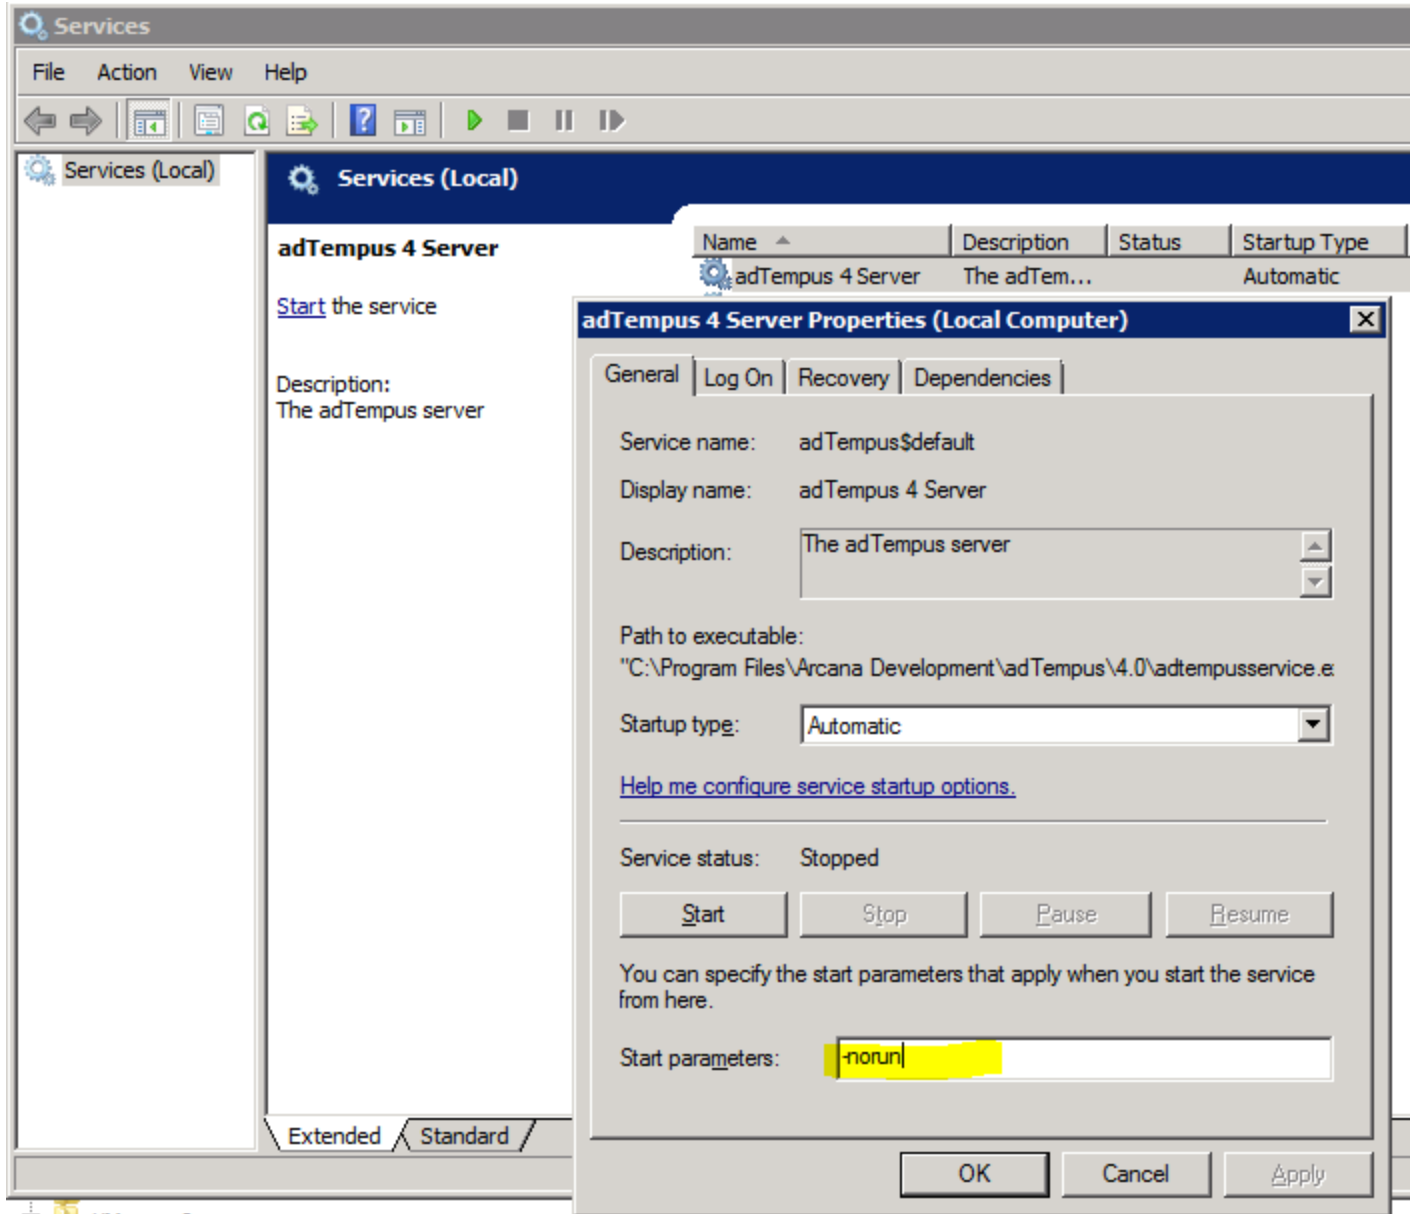 Services
File Action View Help
Services (Local)
Services (Local)
adTempus 4 Server
Start the service
Description:
The adTempus server
Name Description Status Startup Type
adTempus 4 Server The adTem... Automatic
adTempus 4 Server Properties (Local Computer)
General Log On Recovery Dependencies
Service name: adTempus$default
Display name: adTempus 4 Server
Description: The adTempus server
Path to executable:
"C:\Program Files\Arcana Development\adTempus\4.0\adtempusservice.e
Startup type: Automatic
Help me configure service startup options.
Service status: Stopped
Start Stop Pause Resume
You can specify the start parameters that apply when you start the service
from here.
Start parameters: -norun
Extended Standard
OK Cancel Apply